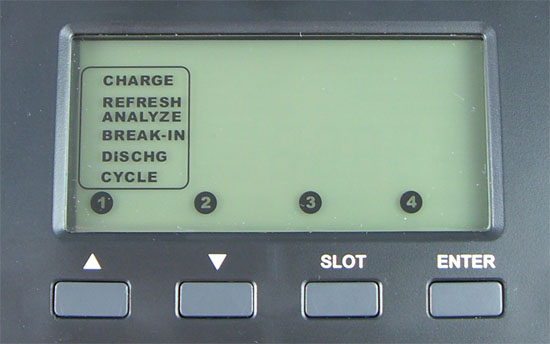 CHARGE
REFRESH
ANALYZE
BREAK-IN
DISCHG
CYCLE
1 2 3 4
▲ ▼ SLOT ENTER